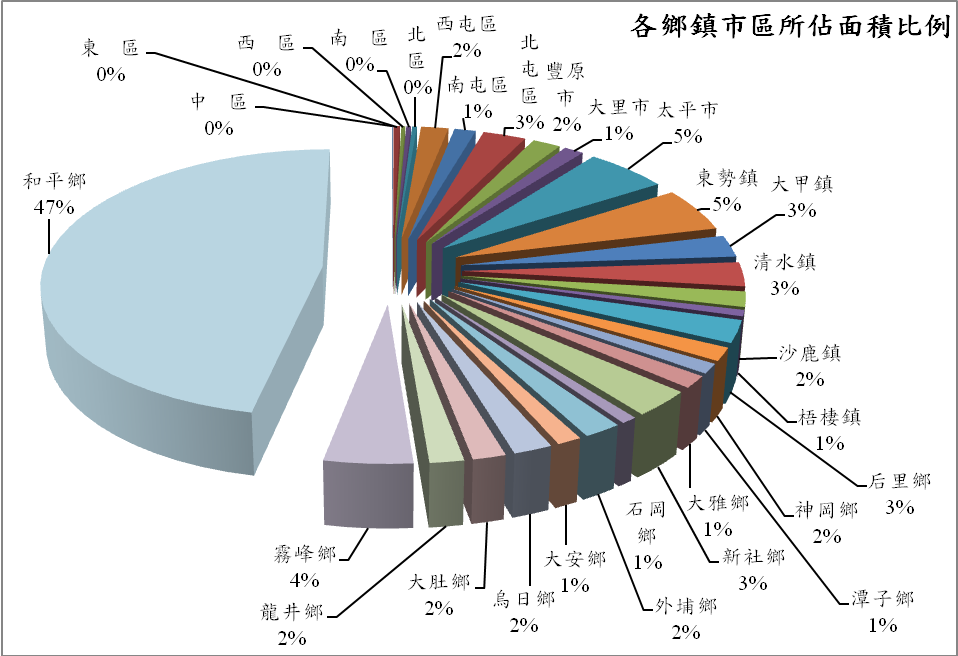 各鄉鎮市區所佔面積比例
東　區
0%
中　區
0%
西　區
0%
南　區
0%
北
區
0%
西屯區
2%
南屯區
1%
北
屯
區
3%
豐原
市
2%
大里市
1%
太平市
5%
東勢鎮
5%
大甲鎮
3%
清水鎮
3%
沙鹿鎮
2%
梧棲鎮
1%
后里鄉
3%
神岡鄉
2%
潭子鄉
1%
大雅鄉
1%
新社鄉
3%
石岡
鄉
1%
外埔鄉
2%
大安鄉
1%
烏日鄉
2%
大肚鄉
2%
龍井鄉
2%
霧峰鄉
4%
和平鄉
47%